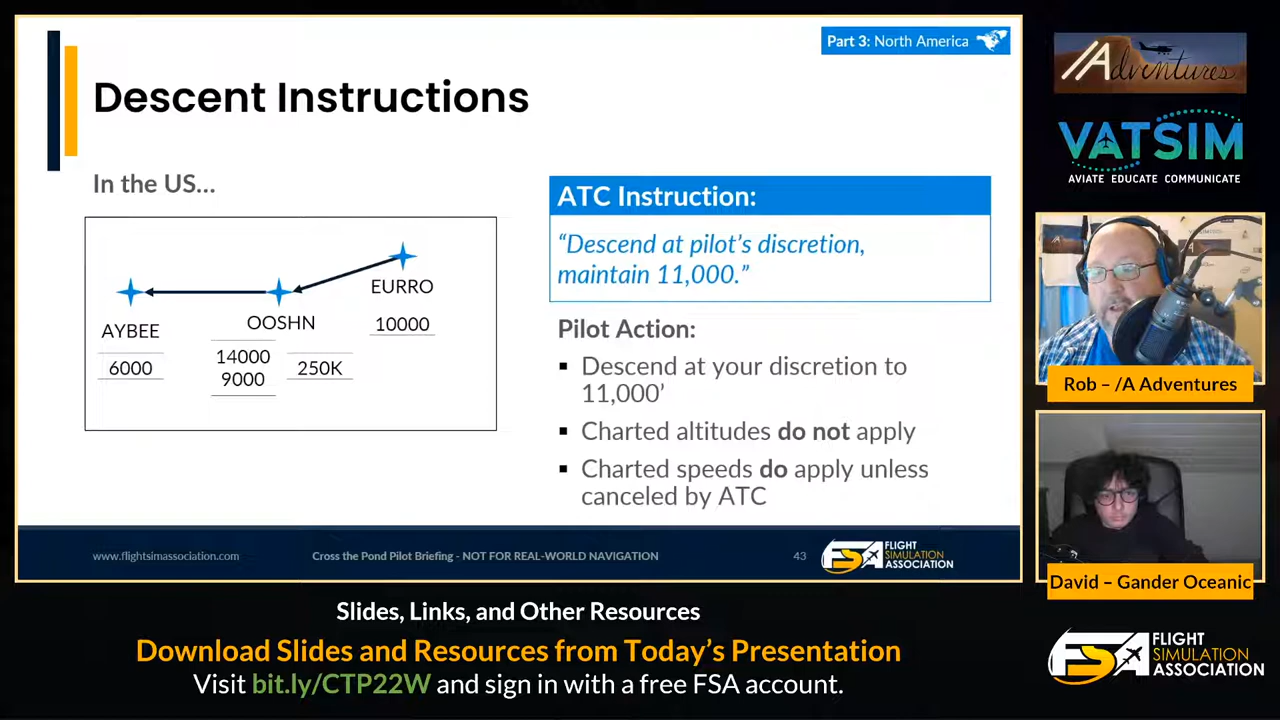 Part 3: North America
Descent Instructions
In the US...
EURRO
10000
OOSHN
14000
9000
250K
AYBEE
6000
ATC Instruction:
“Descend at pilot’s discretion,
maintain 11,000.”
Pilot Action:
▪ Descend at your discretion to
11,000’
▪ Charted altitudes do not apply
▪ Charted speeds do apply unless
canceled by ATC
www.flightsimassociation.com
Cross the Pond Pilot Briefing - NOT FOR REAL-WORLD NAVIGATION
43
FSA
FLIGHT
SIMULATION
ASSOCIATION
/Adventures
VATSIM
AVIATE EDUCATE COMMUNICATE
Rob – /A Adventures
David – Gander Oceanic
Slides, Links, and Other Resources
Download Slides and Resources from Today’s Presentation
Visit bit.ly/CTP22W and sign in with a free FSA account.
FSA
FLIGHT
SIMULATION
ASSOCIATION